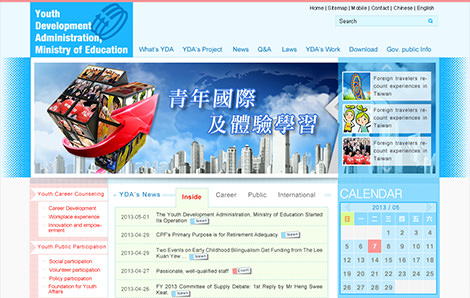 Home | Sitemap | Mobile | Contact | Chinese | English
Youth
Development
Administration,
Ministry of Education
Search
What's YDA YDA's Project News Q&A Laws YDA's Work Download Gov. public Info
青年國際
及體驗學習
Foreign travelers re-
count experiences in
Taiwan
Foreign travelers re-
count experiences in
Taiwan
Foreign travelers re-
count experiences in
Taiwan
Youth Career Counseling
Career Development
Workplace experience
Innovation and empow-
erment
Youth Public Participation
Social participation
Volunteer participation
Policy participation
Foundation for Youth
Affairs
YDA's News Inside Career Public International
2013-05-01 The Youth Development Administration, Ministry of Education Started
Its Operation
2013-04-29 CPF's Primary Purpose is for Retirement Adequacy
2013-04-29 Two Events on Early Childhood Bilingualism Get Funding from The Lee
Kuan Yew ...
2013-04-27 Passionate, well-qualified staff
2013-04-26 FY 2013 Committee of Supply Debate: 1st Reply by Mr Heng Swee
Keat,
CALENDAR
2013 / 05
日 一 二 三 四 五 六
1 2 3 4
5 6 7 8 9 10 11
12 13 14 15 16 17 18
19 20 21 22 23 24 25
26 27 28 29 30 31